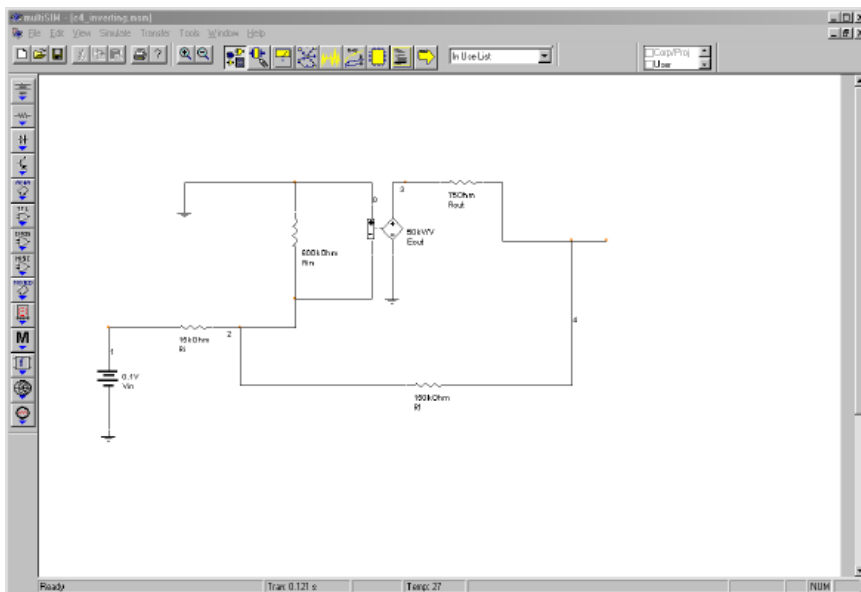 multiSIM - [c4_inverting.msm]
File Edit View Simulate Transfer Tools Window Help
In Use List
Corp/Proj
User
0
3
75Ohm
Rout
50kV/V
Eout
600kOhm
Rin
2
15kOhm
Ri
4
1
0.1V
Vin
150kOhm
Rf
M
Ready
Tran: 0.121 s
Temp: 27
NUM